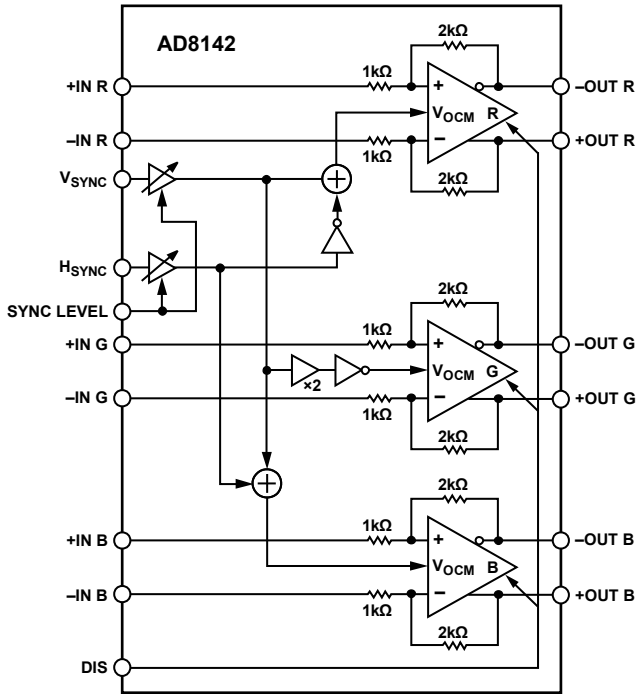 AD8142
2kΩ
1kΩ
+IN R
+
–OUT R
V_OCM R
–IN R
–
+OUT R
1kΩ
V_SYNC
2kΩ
+
H_SYNC
SYNC LEVEL
2kΩ
1kΩ
+IN G
+
–OUT G
×2
V_OCM G
–IN G
–
+OUT G
1kΩ
2kΩ
+
2kΩ
1kΩ
+IN B
+
–OUT B
V_OCM B
–IN B
–
+OUT B
1kΩ
2kΩ
DIS